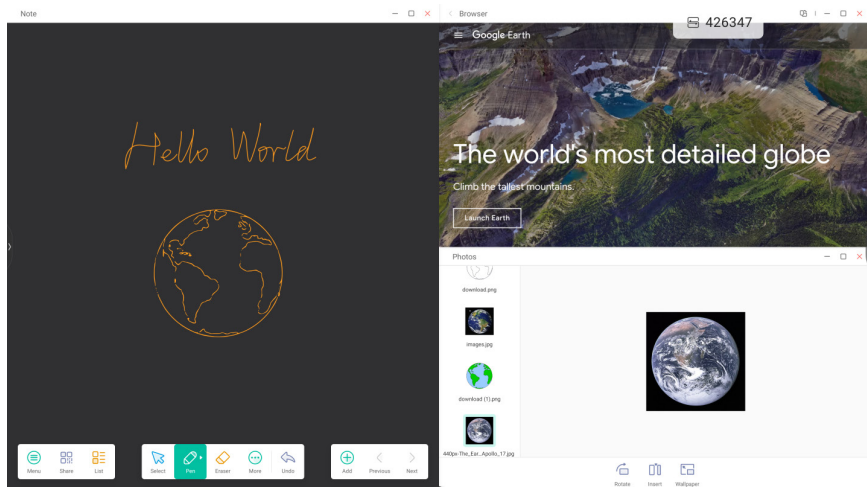 Note
Hello World
Menu
Share
List
Select
Pen
Eraser
More
Undo
Add
Previous
Next
Browser
426347
Google Earth
The world's most detailed globe
Climb the tallest mountains.
Launch Earth
Photos
download.png
images.jpg
download (1).png
440px-The_Ear..Apollo_17.jpg
Rotate
Insert
Wallpaper